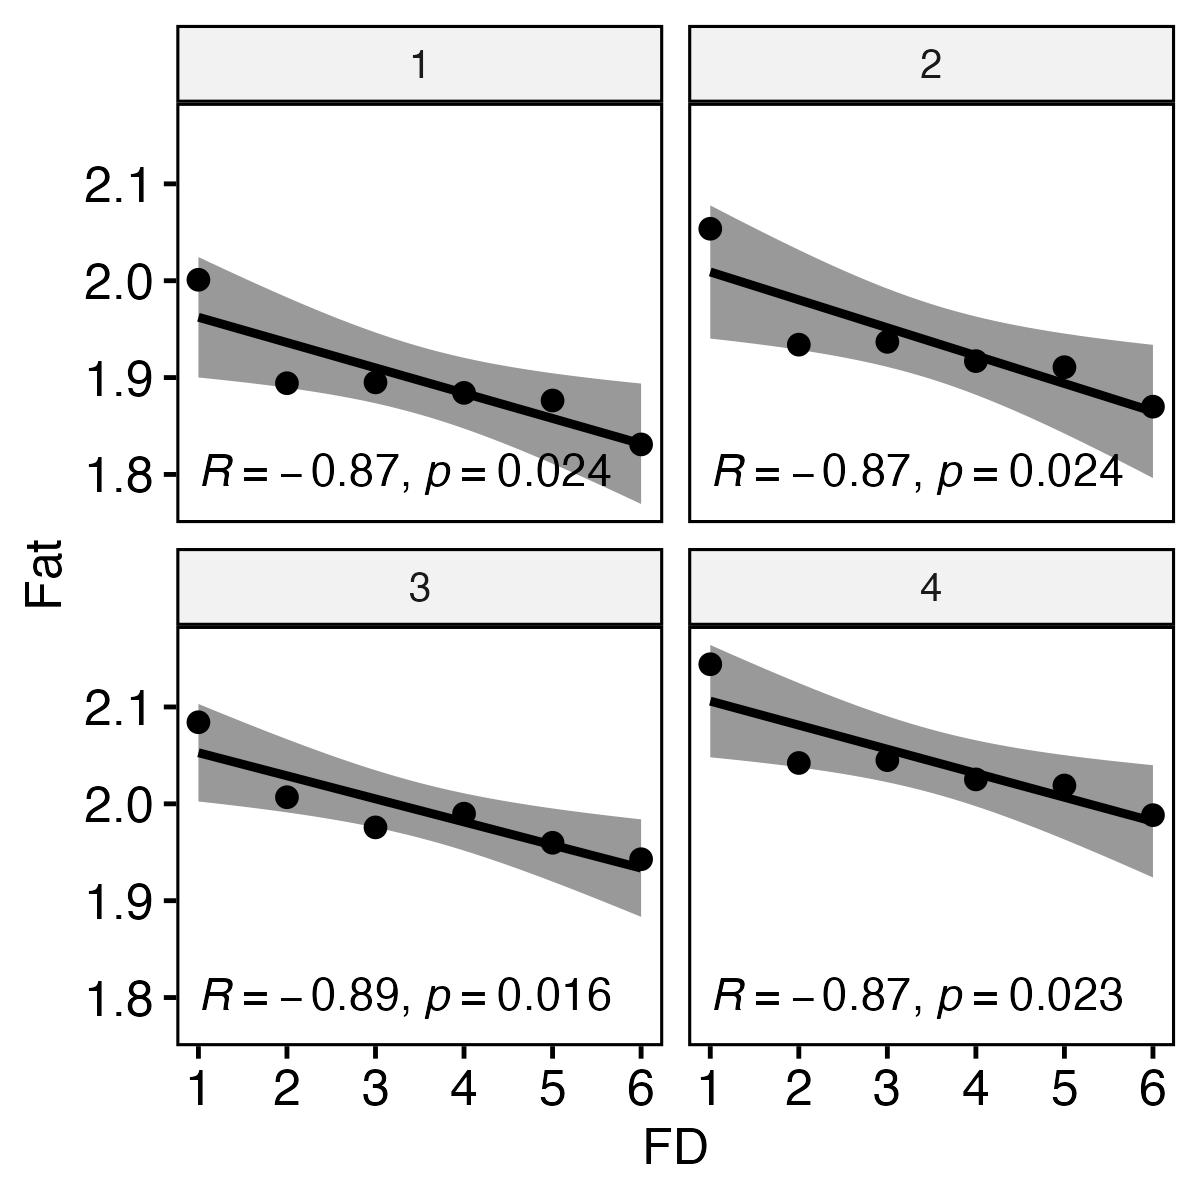 1
2
2.1
2.0
1.9
1.8
R = − 0.87, p = 0.024
R = − 0.87, p = 0.024
Fat
3
4
2.1
2.0
1.9
1.8
R = − 0.89, p = 0.016
R = − 0.87, p = 0.023
1 2 3 4 5 6
1 2 3 4 5 6
FD